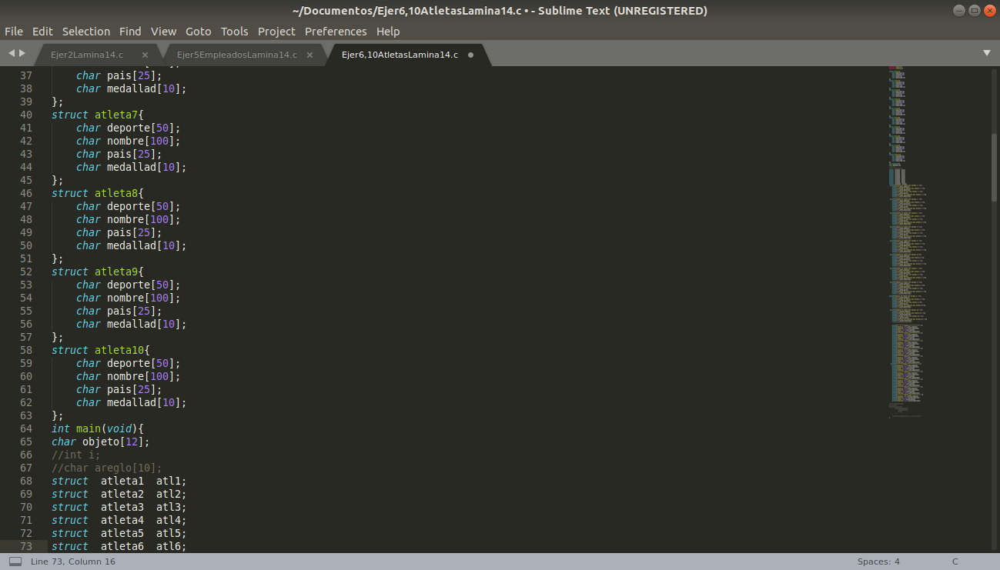 ~/Documentos/Ejer6,10AtletasLamina14.c • - Sublime Text (UNREGISTERED)
File Edit Selection Find View Goto Tools Project Preferences Help
Ejer2Lamina14.c × Ejer5EmpleadosLamina14.c × Ejer6,10AtletasLamina14.c ●
37 char pais[25];
38 char medallad[10];
39 };
40 struct atleta7{
41 char deporte[50];
42 char nombre[100];
43 char pais[25];
44 char medallad[10];
45 };
46 struct atleta8{
47 char deporte[50];
48 char nombre[100];
49 char pais[25];
50 char medallad[10];
51 };
52 struct atleta9{
53 char deporte[50];
54 char nombre[100];
55 char pais[25];
56 char medallad[10];
57 };
58 struct atleta10{
59 char deporte[50];
60 char nombre[100];
61 char pais[25];
62 char medallad[10];
63 };
64 int main(void){
65 char objeto[12];
66 //int i;
67 //char areglo[10];
68 struct  atleta1  atl1;
69 struct  atleta2  atl2;
70 struct  atleta3  atl3;
71 struct  atleta4  atl4;
72 struct  atleta5  atl5;
73 struct  atleta6  atl6;
Line 73, Column 16 Spaces: 4 C